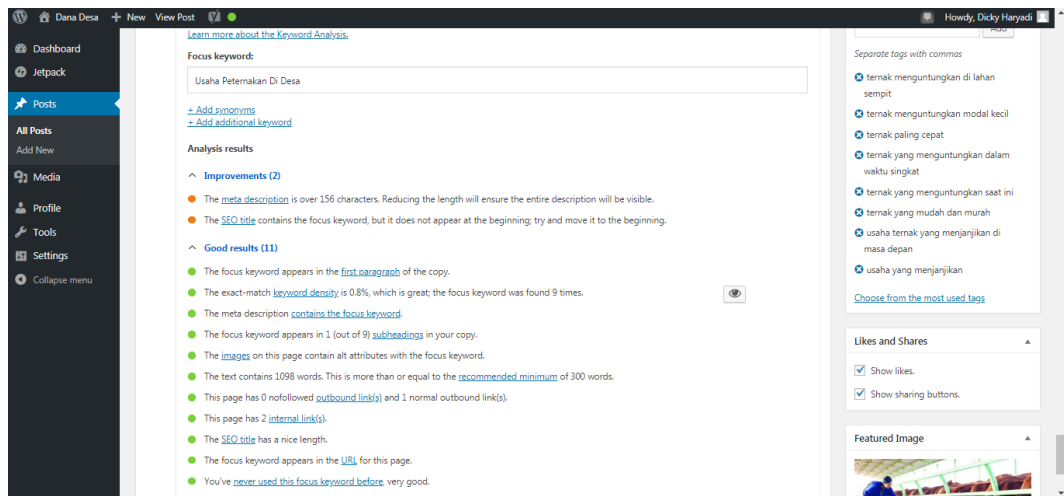 Dana Desa + New View Post
Howdy, Dicky Haryadi
Dashboard
Jetpack
Posts
All Posts
Add New
Media
Profile
Tools
Settings
Collapse menu
Learn more about the Keyword Analysis.
Focus keyword:
Usaha Peternakan Di Desa
+ Add synonyms
+ Add additional keyword
Analysis results
Improvements (2)
The meta description is over 156 characters. Reducing the length will ensure the entire description will be visible.
The SEO title contains the focus keyword, but it does not appear at the beginning; try and move it to the beginning.
Good results (11)
The focus keyword appears in the first paragraph of the copy.
The exact-match keyword density is 0.8%, which is great; the focus keyword was found 9 times.
The meta description contains the focus keyword.
The focus keyword appears in 1 (out of 9) subheadings in your copy.
The images on this page contain alt attributes with the focus keyword.
The text contains 1098 words. This is more than or equal to the recommended minimum of 300 words.
This page has 0 nofollowed outbound link(s) and 1 normal outbound link(s).
This page has 2 internal link(s).
The SEO title has a nice length.
The focus keyword appears in the URL for this page.
You've never used this focus keyword before, very good.
Add
Separate tags with commas
ternak menguntungkan di lahan
sempit
ternak menguntungkan modal kecil
ternak paling cepat
ternak yang menguntungkan dalam
waktu singkat
ternak yang menguntungkan saat ini
ternak yang mudah dan murah
usaha ternak yang menjanjikan di
masa depan
usaha yang menjanjikan
Choose from the most used tags
Likes and Shares
Show likes.
Show sharing buttons.
Featured Image